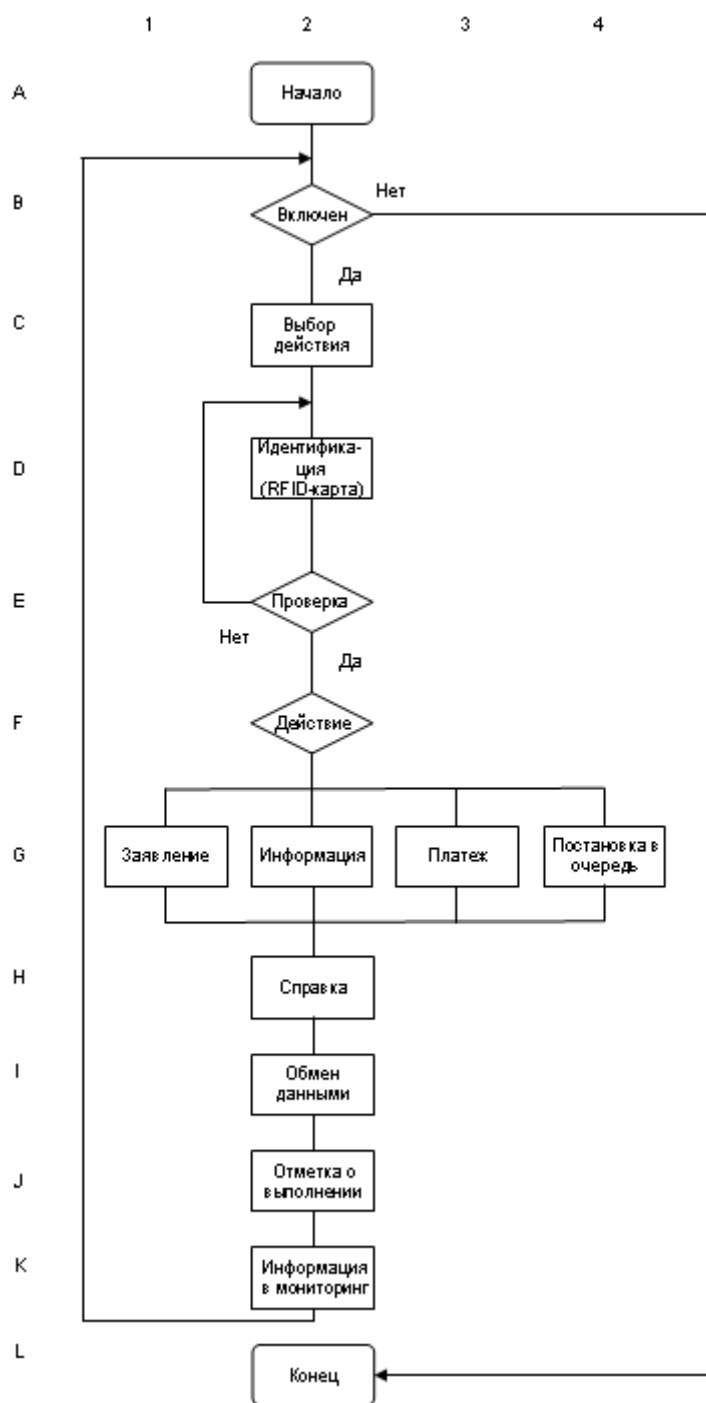 1 2 3 4
A
Начало
B
Нет
Включен
Да
C
Выбор
действия
D
Идентифика-
ция
(RFID-карта)
E
Проверка
Нет
Да
F
Действие
G
Заявление
Информация
Платеж
Постановка в
очередь
H
Справка
I
Обмен
данными
J
Отметка о
выполнении
K
Информация
в мониторинг
L
Конец